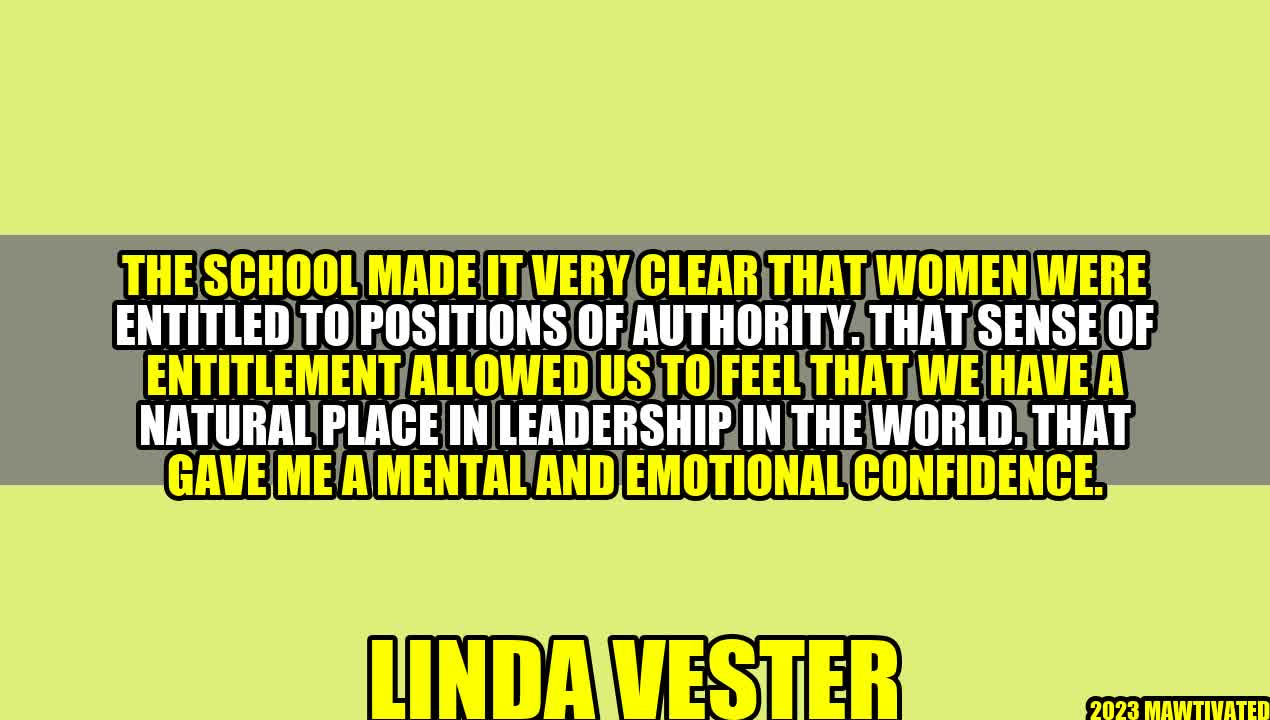 THE SCHOOL MADE IT VERY CLEAR THAT WOMEN WERE
ENTITLED TO POSITIONS OF AUTHORITY. THAT SENSE OF
ENTITLEMENT ALLOWED US TO FEEL THAT WE HAVE A
NATURAL PLACE IN LEADERSHIP IN THE WORLD. THAT
GAVE ME A MENTAL AND EMOTIONAL CONFIDENCE.
LINDA VESTER
2023 MAWTIVATED